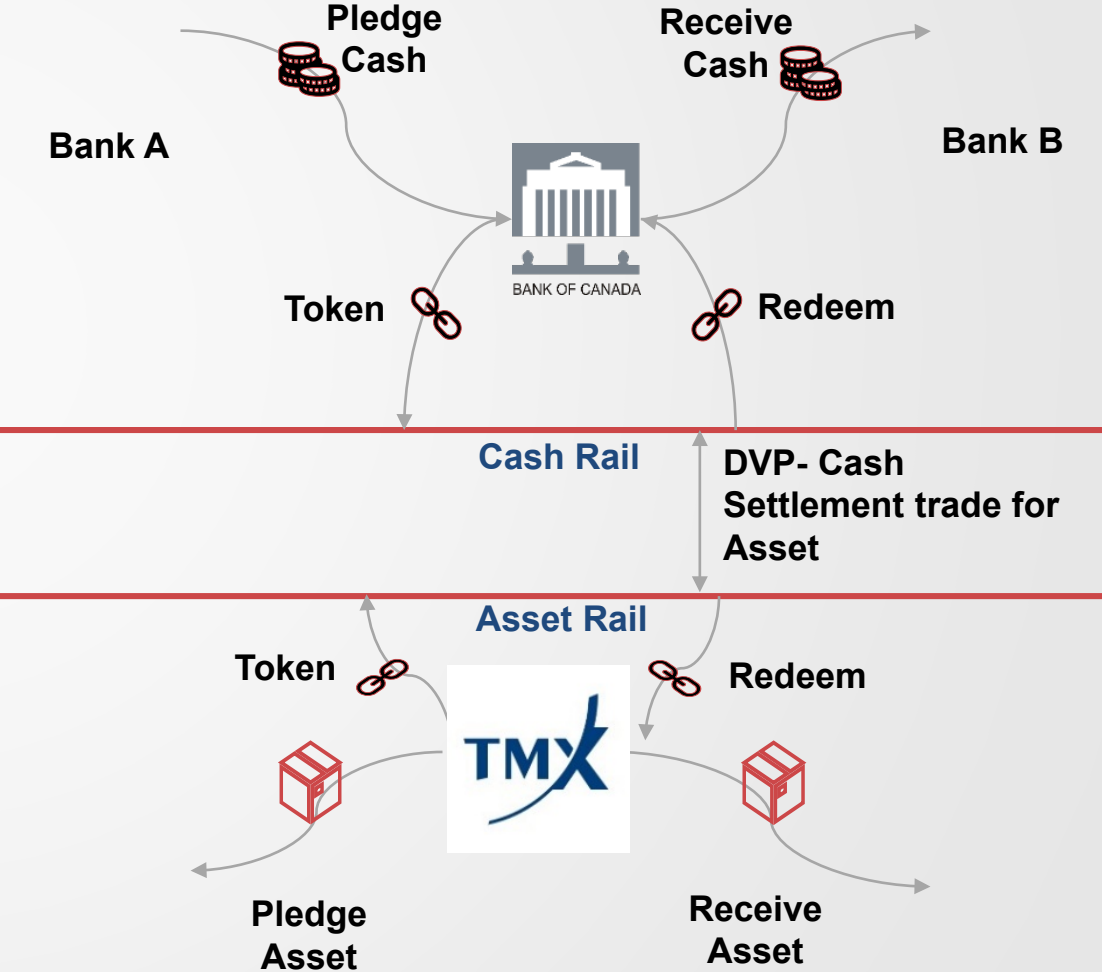 Pledge
Cash
Receive
Cash
Bank A
Bank B
BANK OF CANADA
Token
Redeem
Cash Rail
DVP- Cash
Settlement trade for
Asset
Asset Rail
Token
Redeem
TMX
Pledge
Asset
Receive
Asset